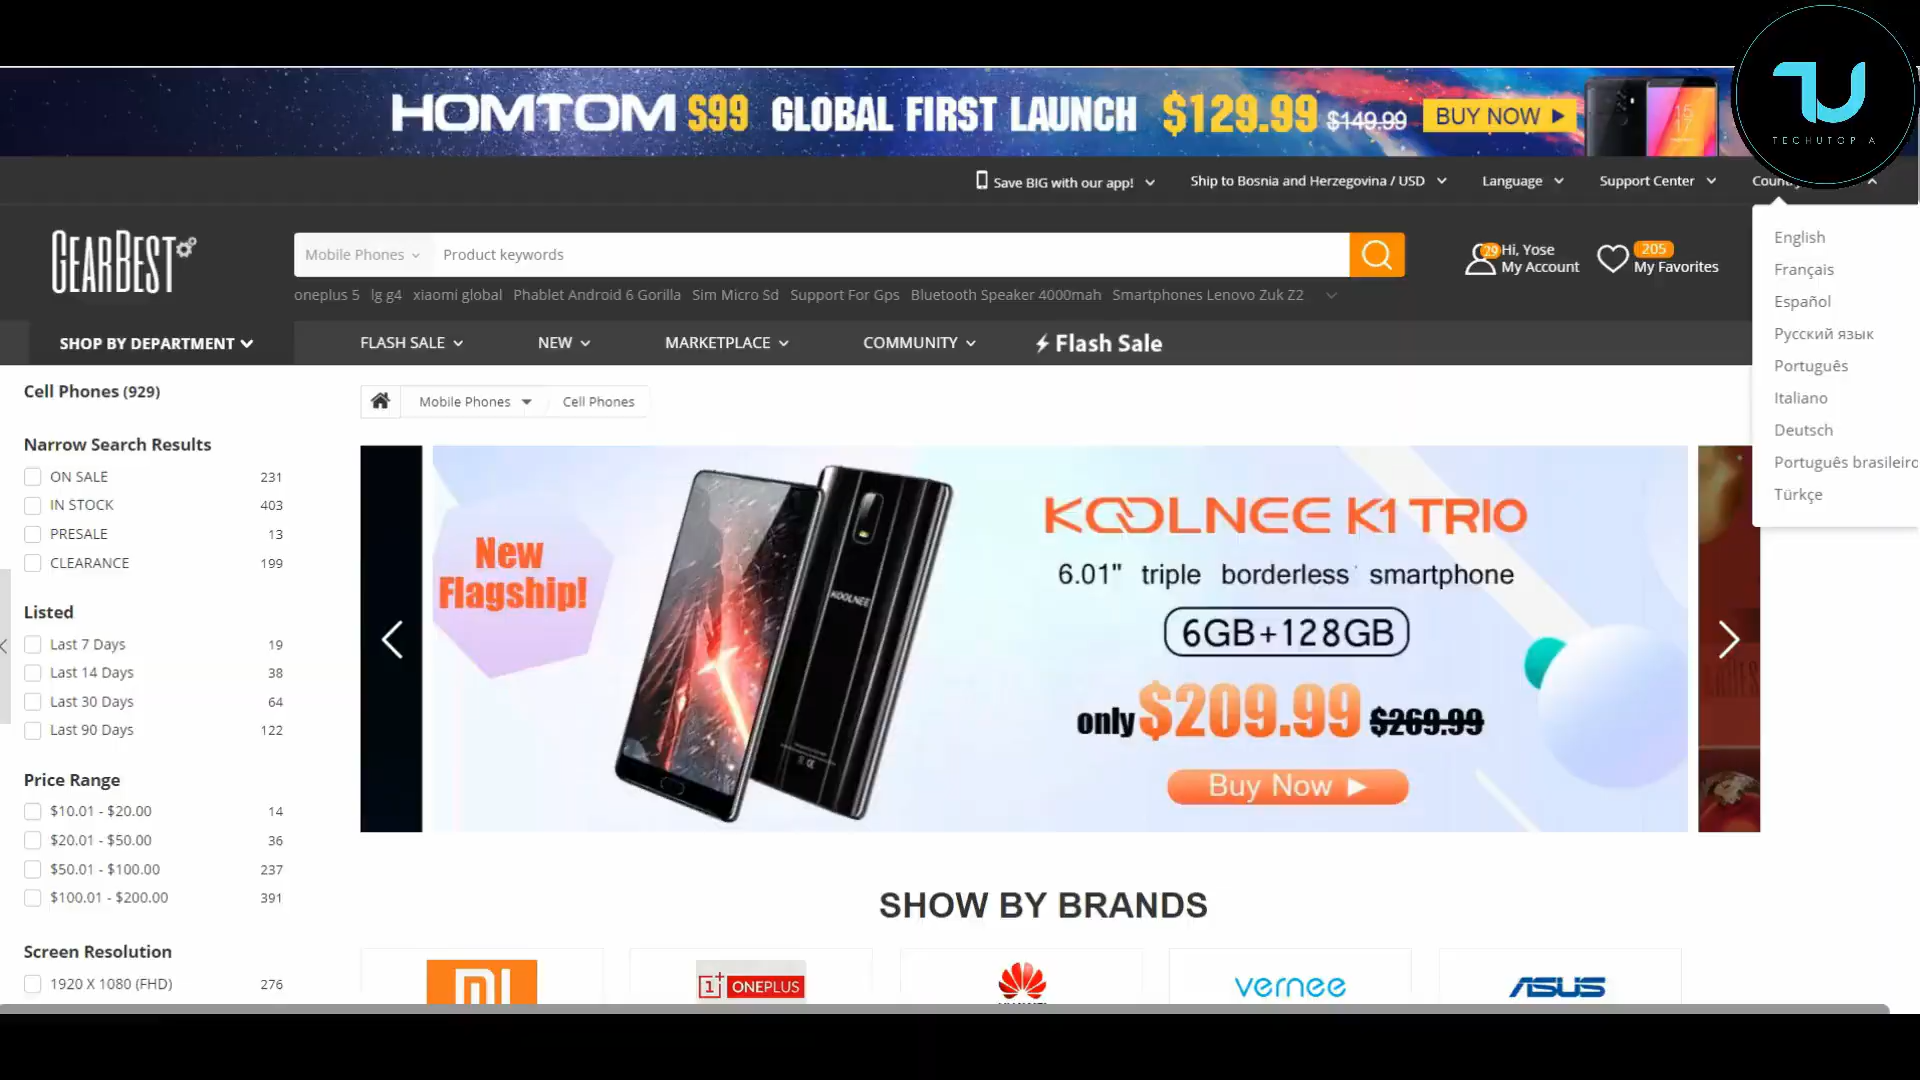 HOMTOM S99 GLOBAL FIRST LAUNCH $129.99 $149.99 BUY NOW
TECHUTOPIA
Save BIG with our app! Ship to Bosnia and Herzegovina / USD Language Support Center
GEARBEST
Mobile Phones Product keywords
29 Hi, Yose
My Account
205
My Favorites
oneplus 5 lg g4 xiaomi global Phablet Android 6 Gorilla Sim Micro Sd Support For Gps Bluetooth Speaker 4000mah Smartphones Lenovo Zuk Z2
English
Français
Español
Русский язык
Português
Italiano
Deutsch
Português brasileiro
Türkçe
SHOP BY DEPARTMENT FLASH SALE NEW MARKETPLACE COMMUNITY Flash Sale
Cell Phones (929)
Mobile Phones Cell Phones
Narrow Search Results
ON SALE 231
IN STOCK 403
PRESALE 13
CLEARANCE 199
Listed
Last 7 Days 19
Last 14 Days 38
Last 30 Days 64
Last 90 Days 122
Price Range
$10.01 - $20.00 14
$20.01 - $50.00 36
$50.01 - $100.00 237
$100.01 - $200.00 391
Screen Resolution
1920 X 1080 (FHD) 276
New
Flagship!
KOOLNEE
KOOLNEE K1 TRIO
6.01" triple borderless smartphone
6GB+128GB
only $209.99 $269.99
Buy Now
SHOW BY BRANDS
MI
1+ ONEPLUS
vernee
ASUS